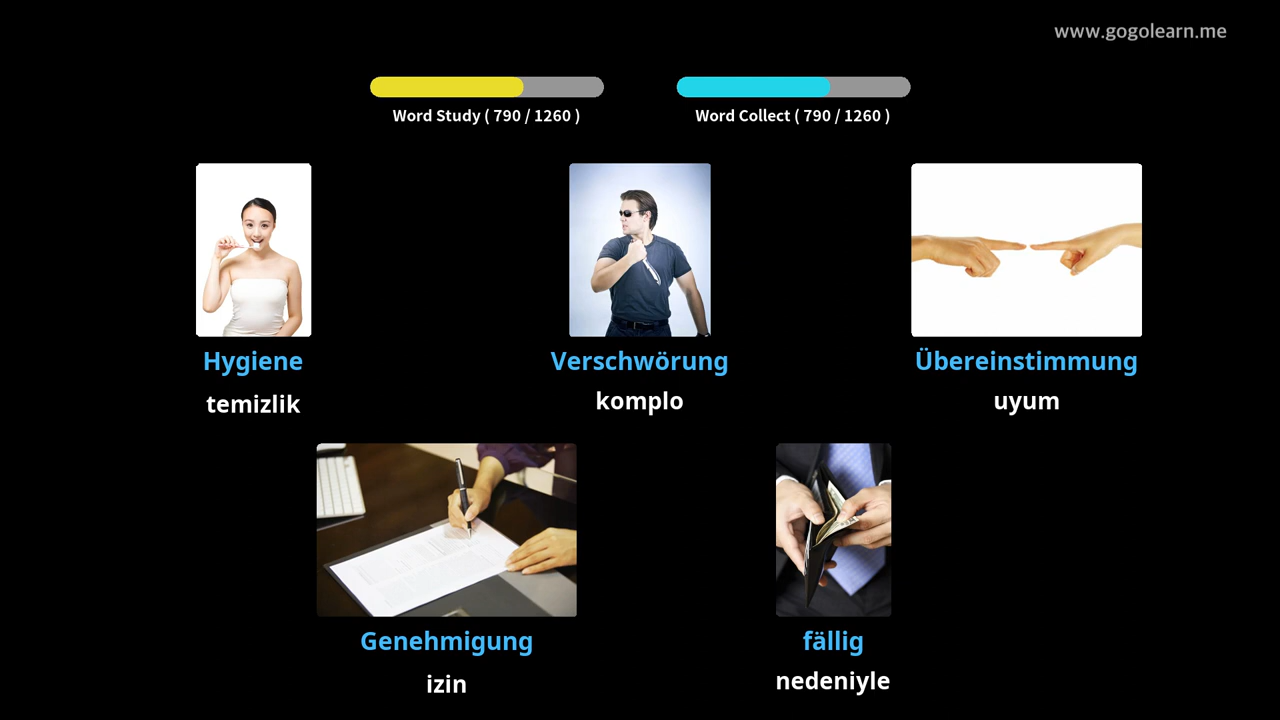 www.gogolearn.me
Word Study ( 790 / 1260 )
Word Collect ( 790 / 1260 )
Hygiene
temizlik
Verschwörung
komplo
Übereinstimmung
uyum
Genehmigung
izin
fällig
nedeniyle